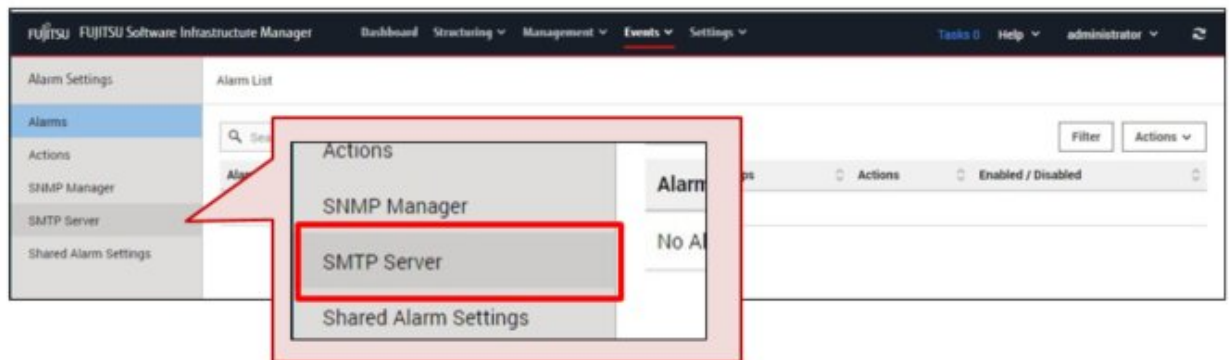 FUJITSU FUJITSU Software Infrastructure Manager Dashboard Structuring Management Events Settings Tasks 0 Help administrator
Alarm Settings Alarm List
Alarms
Filter Actions
Actions
Actions Enabled / Disabled
SNMP Manager
SMTP Server
Shared Alarm Settings
Actions
SNMP Manager
SMTP Server
Shared Alarm Settings
Alarm
No Al